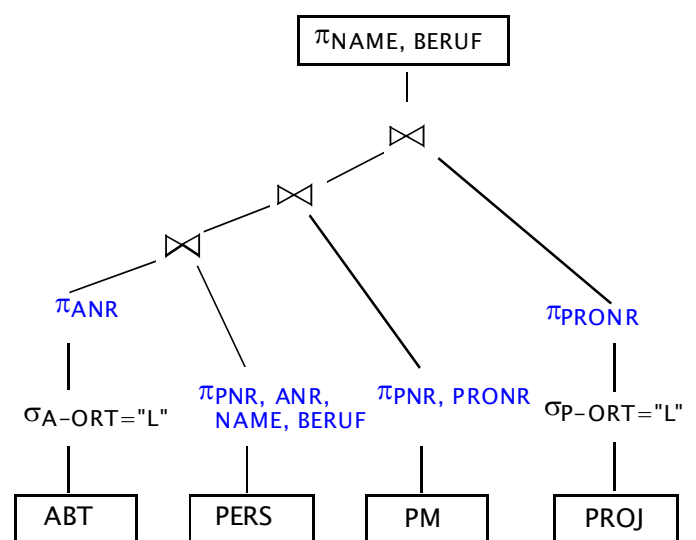 πNAME, BERUF
⋈
⋈
⋈
πANR
πPRONR
πPNR, ANR,
NAME, BERUF
πPNR, PRONR
σA-ORT="L"
σP-ORT="L"
ABT
PERS
PM
PROJ